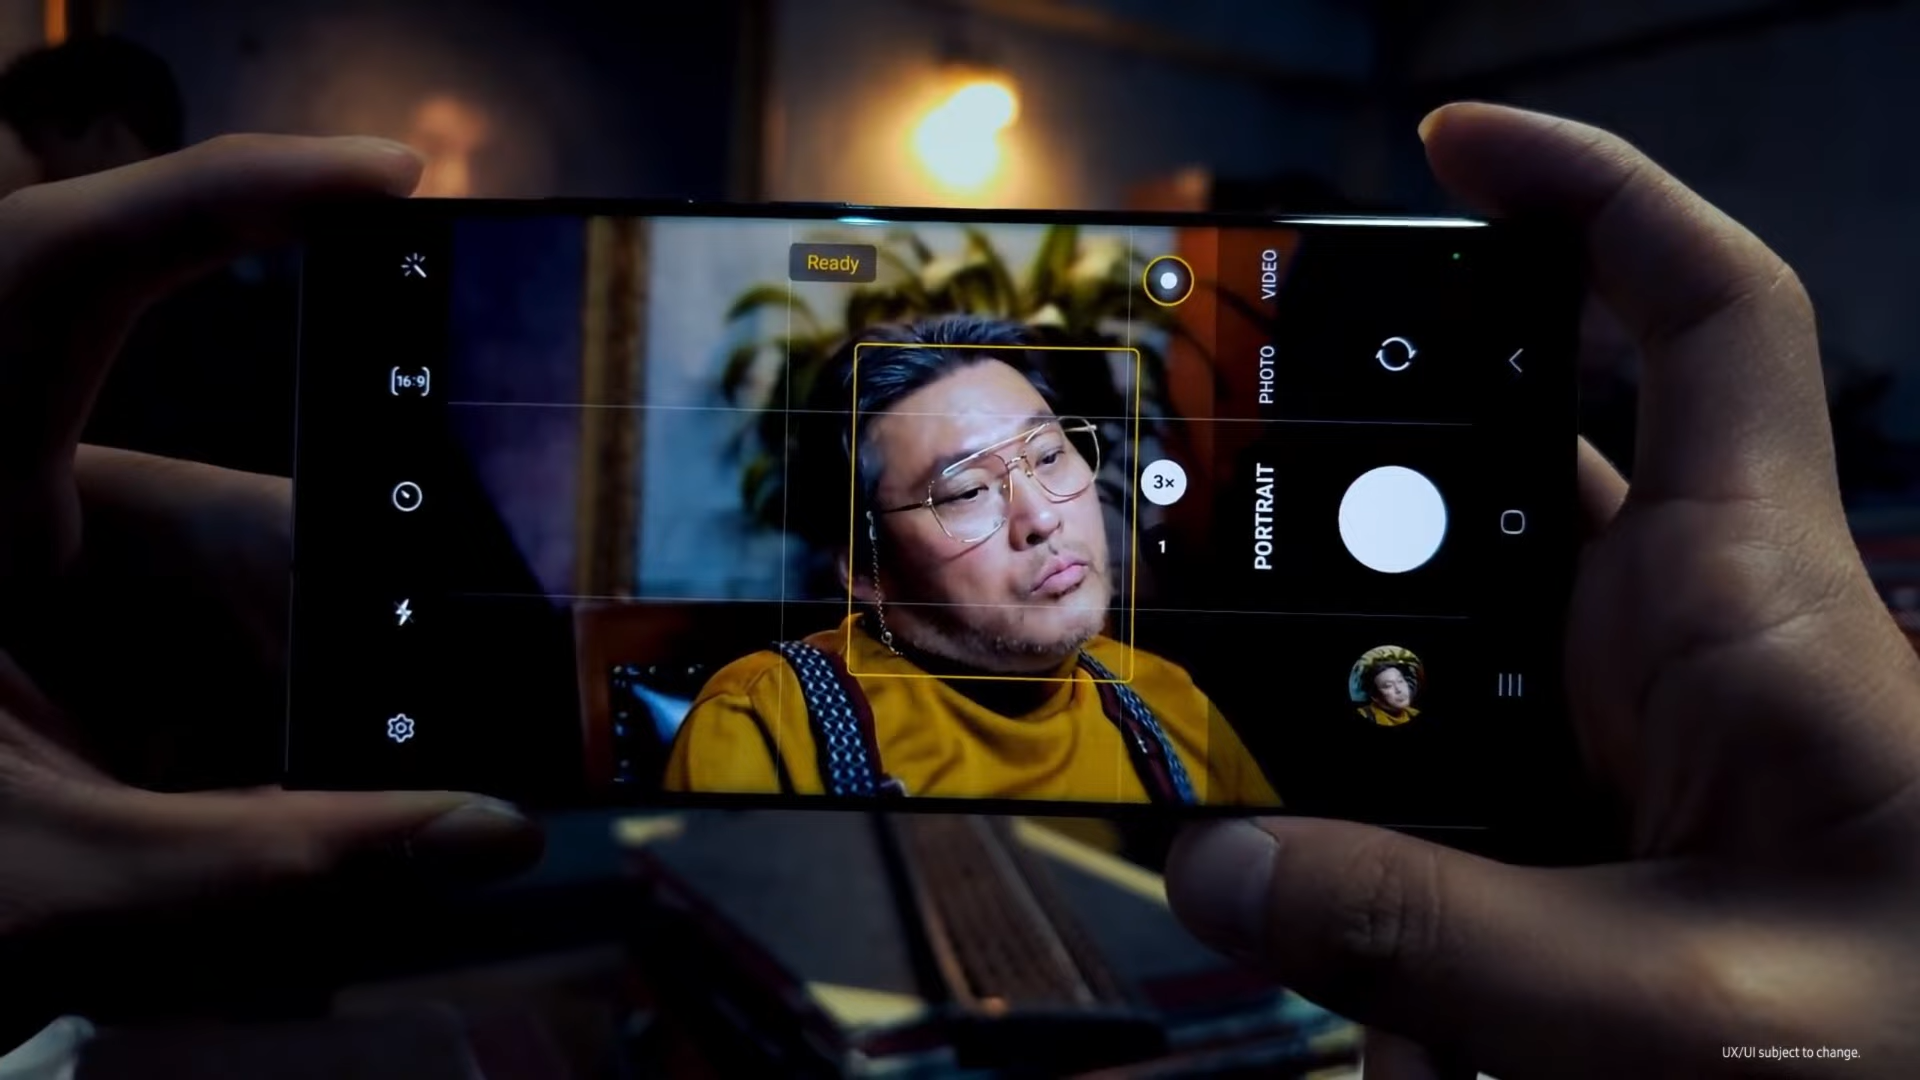 Ready
16:9
3×
1
VIDEO
PHOTO
PORTRAIT
UX/UI subject to change.